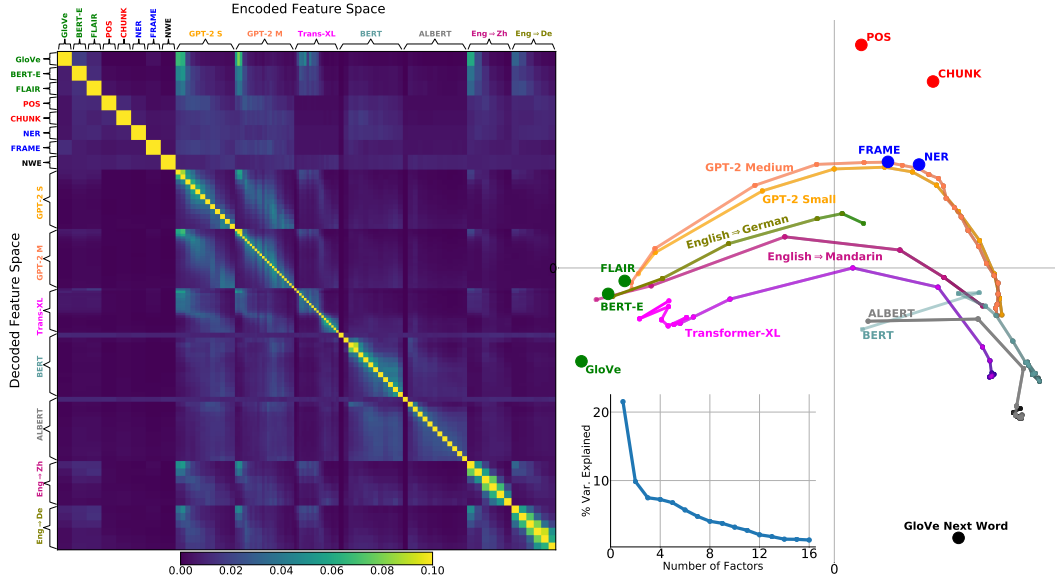 Encoded Feature Space
GloVe
BERT-E
FLAIR
POS
CHUNK
NER
FRAME
NWE
GPT-2 S
GPT-2 M
Trans-XL
BERT
ALBERT
Eng⇒Zh
Eng⇒De
Decoded Feature Space
GloVe
BERT-E
FLAIR
POS
CHUNK
NER
FRAME
NWE
GPT-2 S
GPT-2 M
Trans-XL
BERT
ALBERT
Eng⇒Zh
Eng⇒De
0.00 0.02 0.04 0.06 0.08 0.10
POS
CHUNK
FRAME
NER
GPT-2 Medium
GPT-2 Small
English⇒German
English⇒Mandarin
FLAIR
0
BERT-E
ALBERT
Transformer-XL
BERT
GloVe
% Var. Explained
20
10
0 4 8 12 16
Number of Factors
GloVe Next Word
0